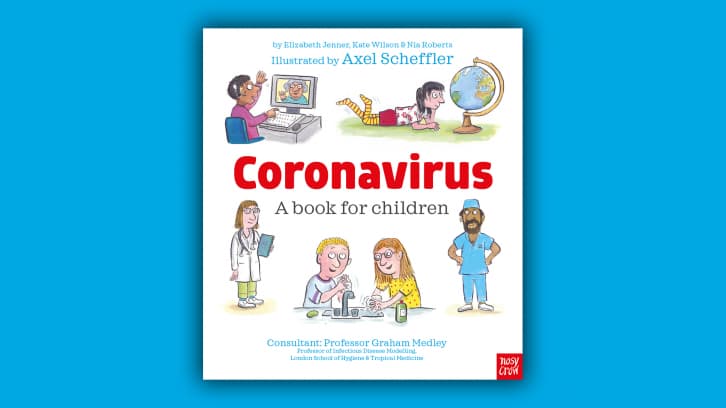 by Elizabeth Jenner, Kate Wilson & Nia Roberts
Illustrated by Axel Scheffler
Coronavirus
A book for children
Consultant: Professor Graham Medley
Professor of Infectious Disease Modelling,
London School of Hygiene & Tropical Medicine
nosy
crow